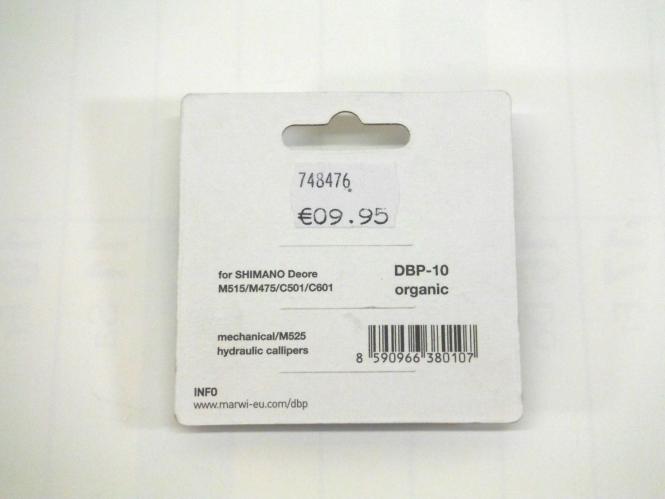 748476
€09.95
for SHIMANO Deore
M515/M475/C501/C601
DBP-10
organic
mechanical/M525
hydraulic callipers
8 590966 380107
INFO
www.marwi-eu.com/dbp